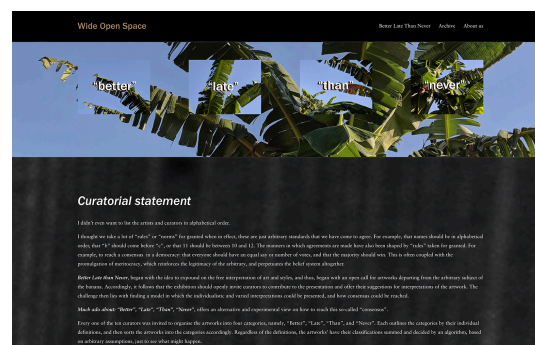 Wide Open Space
Better Late Than Never Archive About us
"better" "late" "than" "never"
Curatorial statement
I didn't even want to list the artists and curators in alphabetical order.
I thought we take a lot of "rules" or "norms" for granted when in effect, these are just arbitrary standards that we have come to agree. For example, that names should be in alphabetical
order; that "b" should come before "c", or that 11 should be between 10 and 12. The manners in which agreements are made have also been shaped by "rules" taken for granted. For
example, to reach a consensus in a democracy: that everyone should have an equal say or number of votes, and that the majority should win. This is often coupled with the
promulgation of meritocracy, which reinforces the legitimacy of the arbitrary, and perpetuates the belief system altogether.
Better Late than Never, began with the idea to expound on the free interpretation of art and styles, and thus, began with an open call for artworks departing from the arbitrary subject of
the banana. Accordingly, it follows that the exhibition should openly invite curators to contribute to the presentation and offer their suggestions for interpretations of the artwork. The
challenge then lies with finding a model in which the individualistic and varied interpretations could be presented, and how consensus could be reached.
Much ado about: "Better", "Late", "Than", "Never", offers an alternative and experimental view on how to reach this so-called "consensus".
Every one of the ten curators was invited to organise the artworks into four categories, namely, "Better", "Late", "Than", and "Never". Each outlines the categories by their individual
definitions, and then sorts the artworks into the categories accordingly. Regardless of the definitions, the artworks' have their classifications summed and decided by an algorithm, based
on arbitrary assumptions, just to see what might happen.